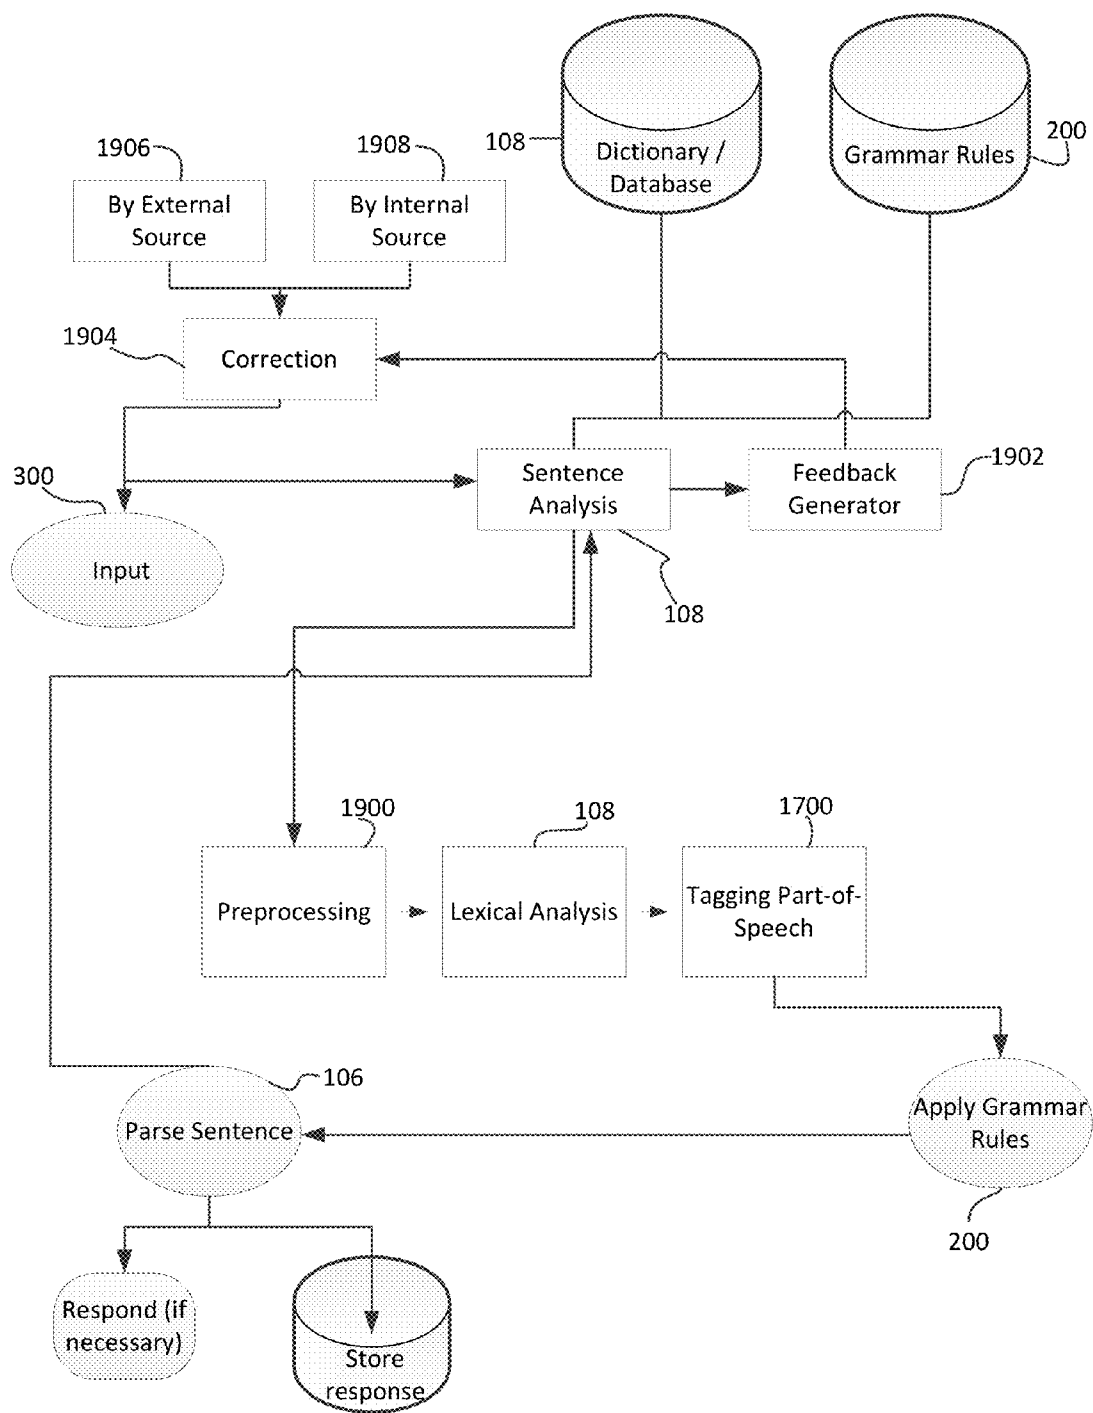 1906
1908
108
200
Dictionary /
Database
Grammar Rules
By External
Source
By Internal
Source
1904
Correction
300
Sentence
Analysis
Feedback
Generator
1902
Input
108
1900
108
1700
Preprocessing
Lexical Analysis
Tagging Part-of-
Speech
106
Parse Sentence
Apply Grammar
Rules
200
Respond (if
necessary)
Store
response